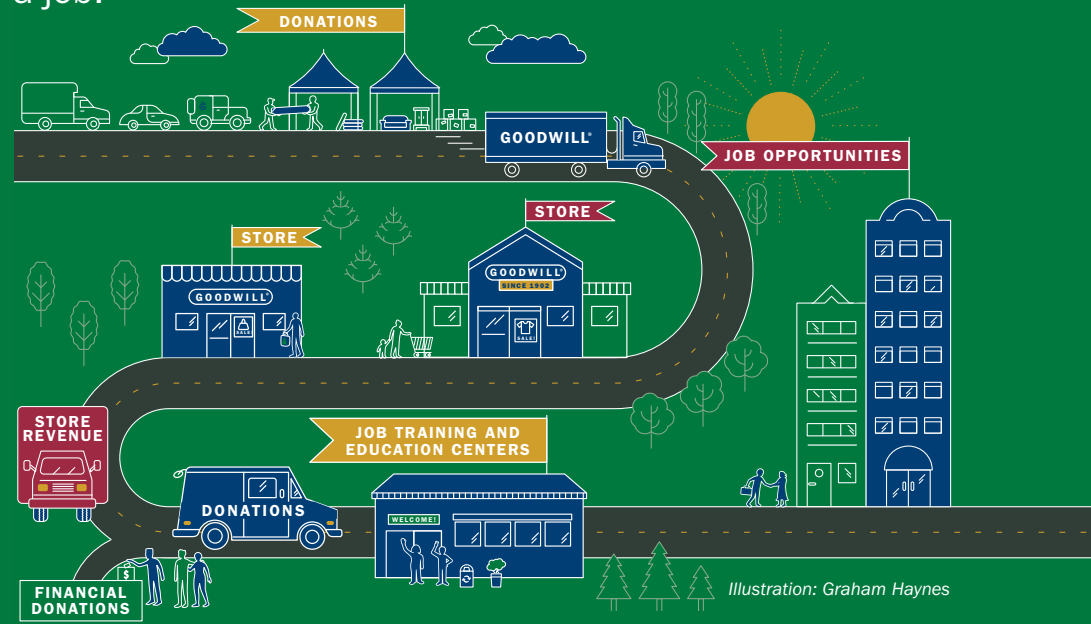 a job.
DONATIONS
GOODWILL®
JOB OPPORTUNITIES
STORE
STORE
GOODWILL®
SINCE 1902
GOODWILL®
SALE!
SALE!
STORE
REVENUE
JOB TRAINING AND
EDUCATION CENTERS
DONATIONS
WELCOME!
$
FINANCIAL
DONATIONS
Illustration: Graham Haynes